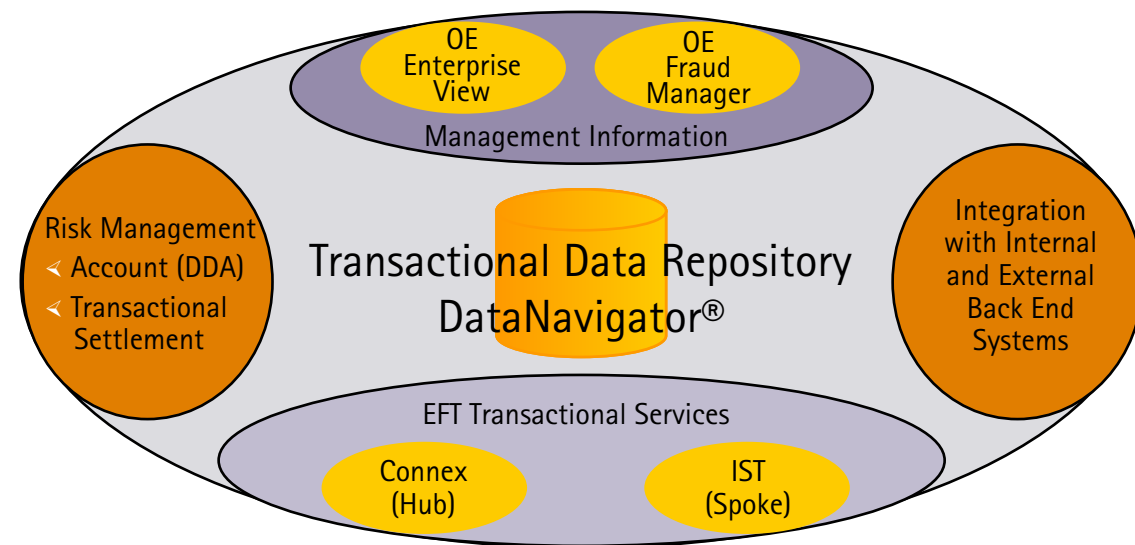 OE
Enterprise
View
OE
Fraud
Manager
Management Information
Risk Management
Account (DDA)
Transactional
Settlement
Transactional Data Repository
DataNavigator®
Integration
with Internal
and External
Back End
Systems
EFT Transactional Services
Connex
(Hub)
IST
(Spoke)